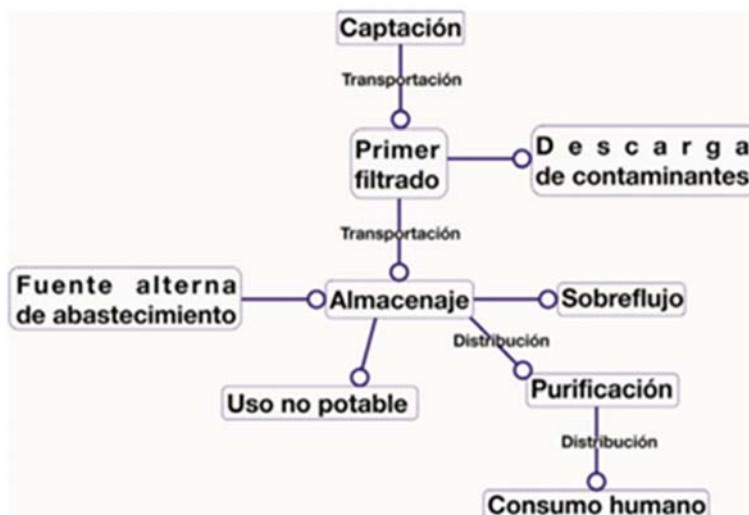 Captación
Transportación
Primer
filtrado
Descarga
de contaminantes
Transportación
Fuente alterna
de abastecimiento
Almacenaje
Sobreflujo
Distribución
Uso no potable
Purificación
Distribución
Consumo humano